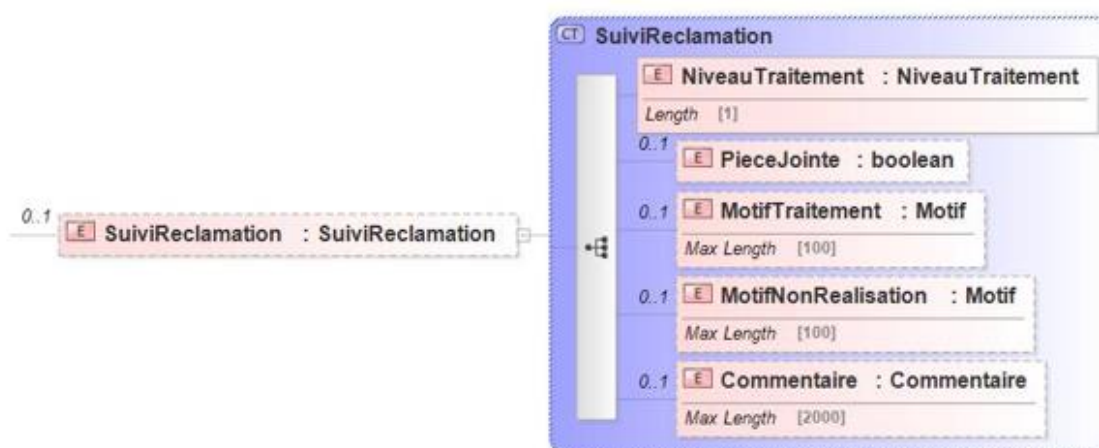 CT SuiviReclamation
E NiveauTraitement : NiveauTraitement
Length [1]
0..1
E PieceJointe : boolean
0..1 E MotifTraitement : Motif
Max Length [100]
0..1 E SuiviReclamation : SuiviReclamation
0..1 E MotifNonRealisation : Motif
Max Length [100]
0..1 E Commentaire : Commentaire
Max Length [2000]